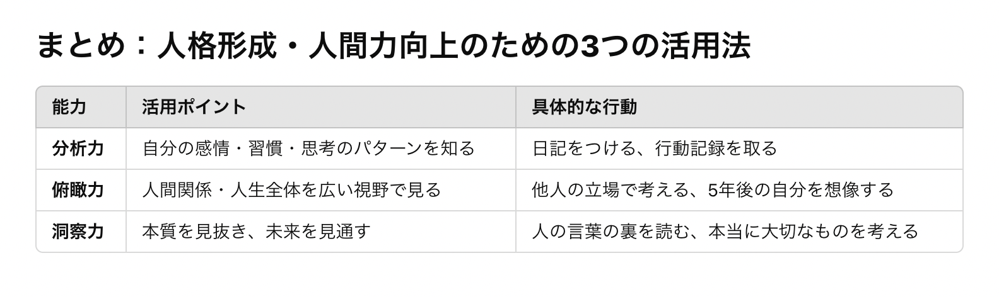 まとめ：人格形成・人間力向上のための3つの活用法
能力 活用ポイント 具体的な行動
分析力 自分の感情・習慣・思考のパターンを知る 日記をつける、行動記録を取る
俯瞰力 人間関係・人生全体を広い視野で見る 他人の立場で考える、5年後の自分を想像する
洞察力 本質を見抜き、未来を見通す 人の言葉の裏を読む、本当に大切なものを考える